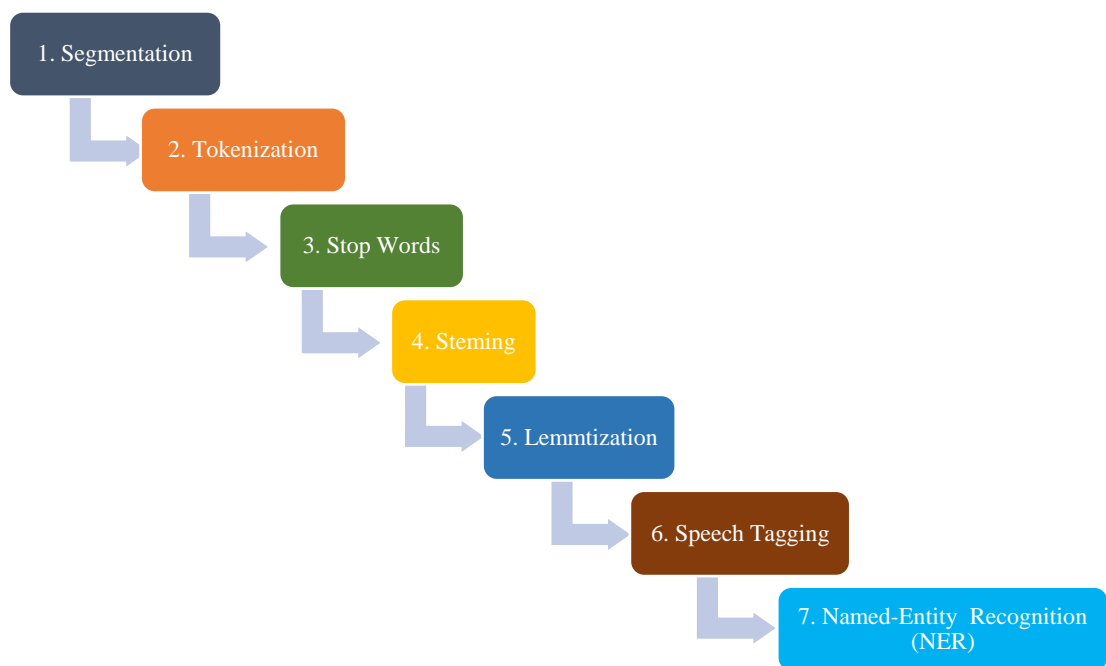 1. Segmentation
2. Tokenization
3. Stop Words
4. Steming
5. Lemmtization
6. Speech Tagging
7. Named-Entity Recognition
(NER)